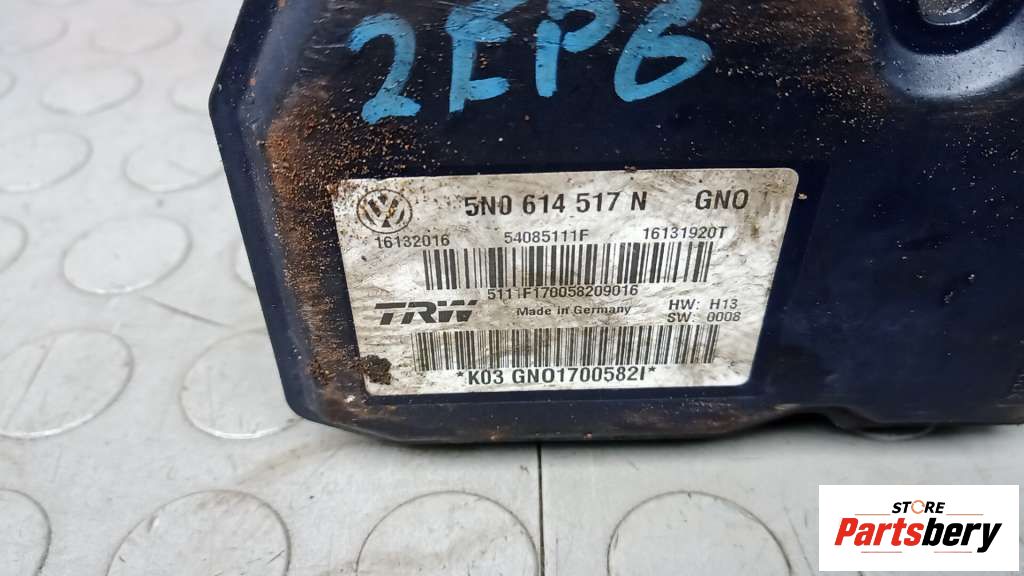 2EP6
5N0 614 517 N GNO
16132016 54085111F 16131920T
5111F170058209016
TRW Made in Germany HW: H13
SW: 0008
*K03 GNO1700582I*
STORE
Partsbery